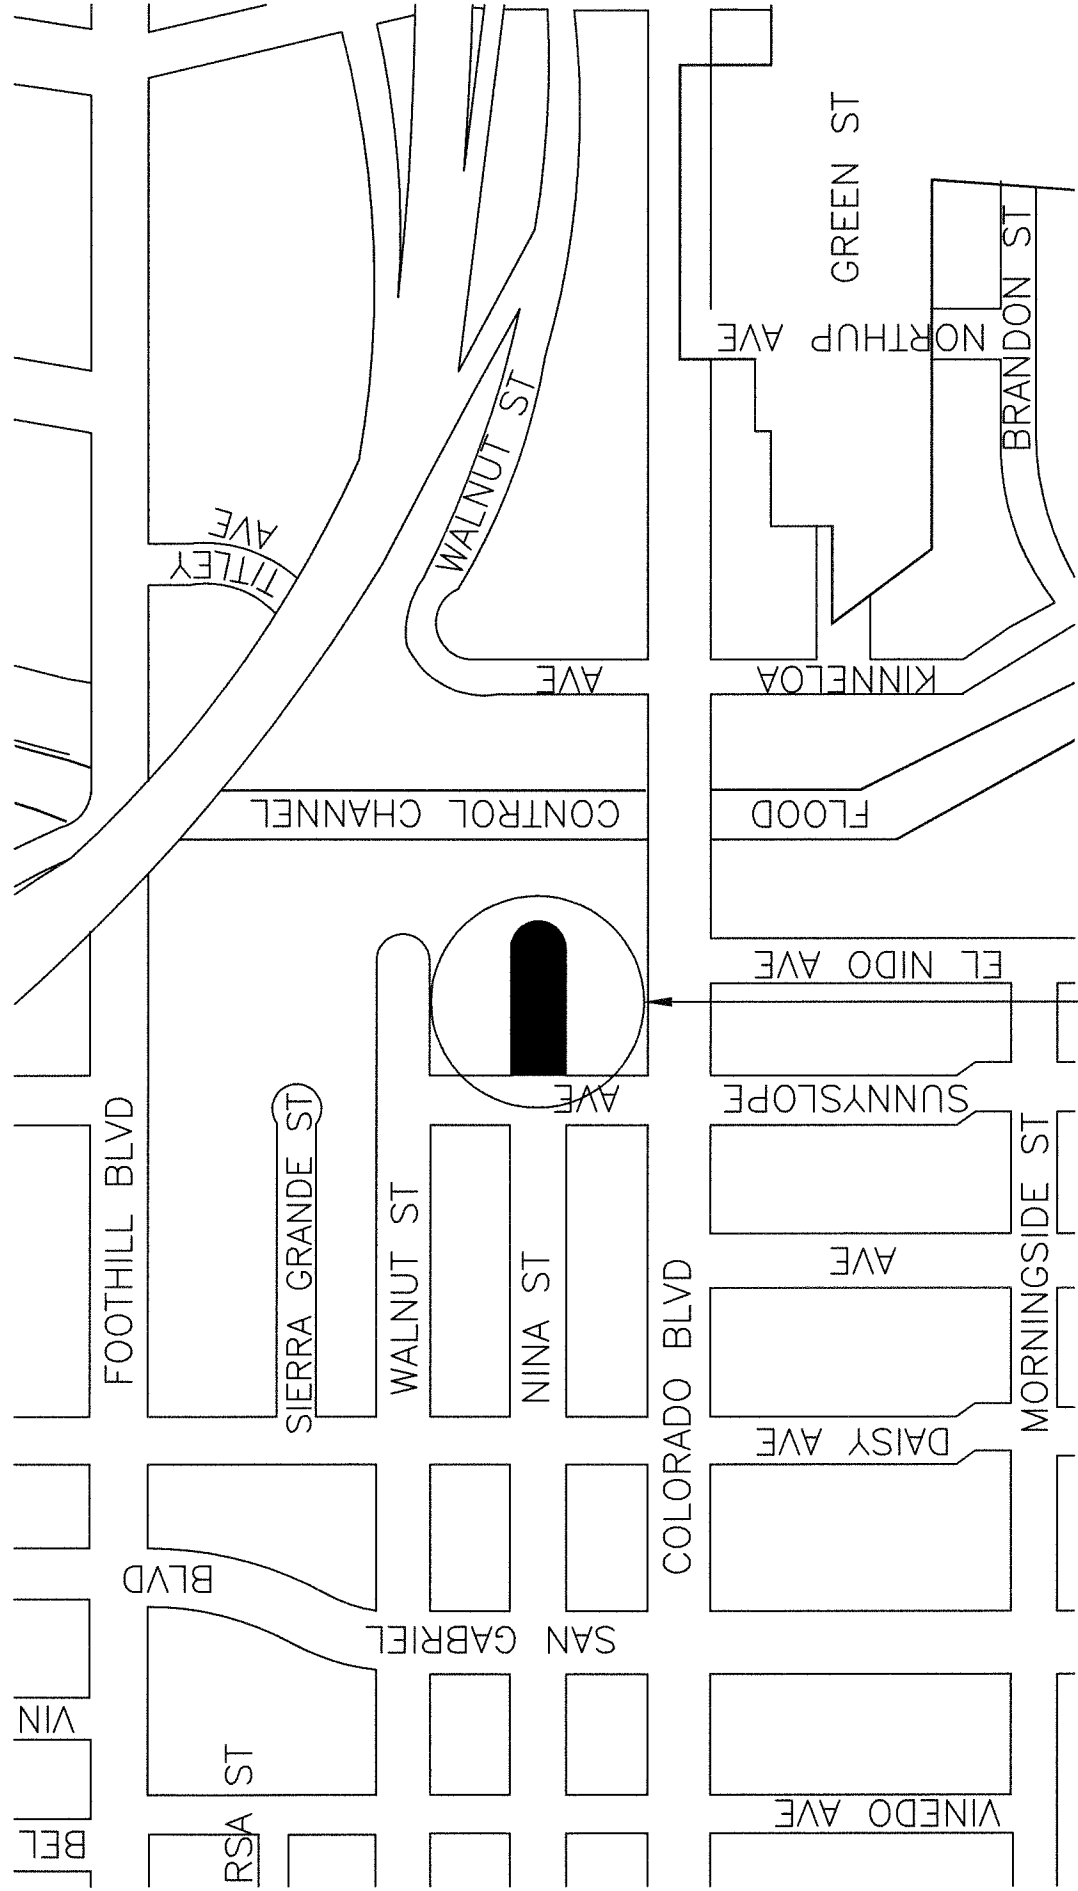 GREEN ST
NORTHUP AVE
BRANDON ST
WALNUT ST
TITLEY
AVE
KINNELOA
AVE
FLOOD
CONTROL CHANNEL
EL NIDO AVE
SUNNYSLOPE
AVE
FOOTHILL BLVD
SIERRA GRANDE ST
WALNUT ST
NINA ST
COLORADO BLVD
AVE
MORNINGSIDE ST
DAISY AVE
SAN GABRIEL
BLVD
VIN
RSA ST
VINEDO AVE
BEL